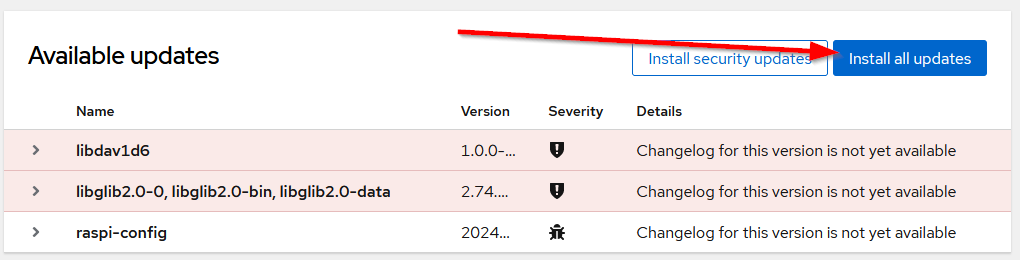 Available updates
Install security updates
Install all updates
Name Version Severity Details
libdav1d6 1.0.0-... Changelog for this version is not yet available
libglib2.0-0, libglib2.0-bin, libglib2.0-data 2.74.... Changelog for this version is not yet available
raspi-config 2024... Changelog for this version is not yet available